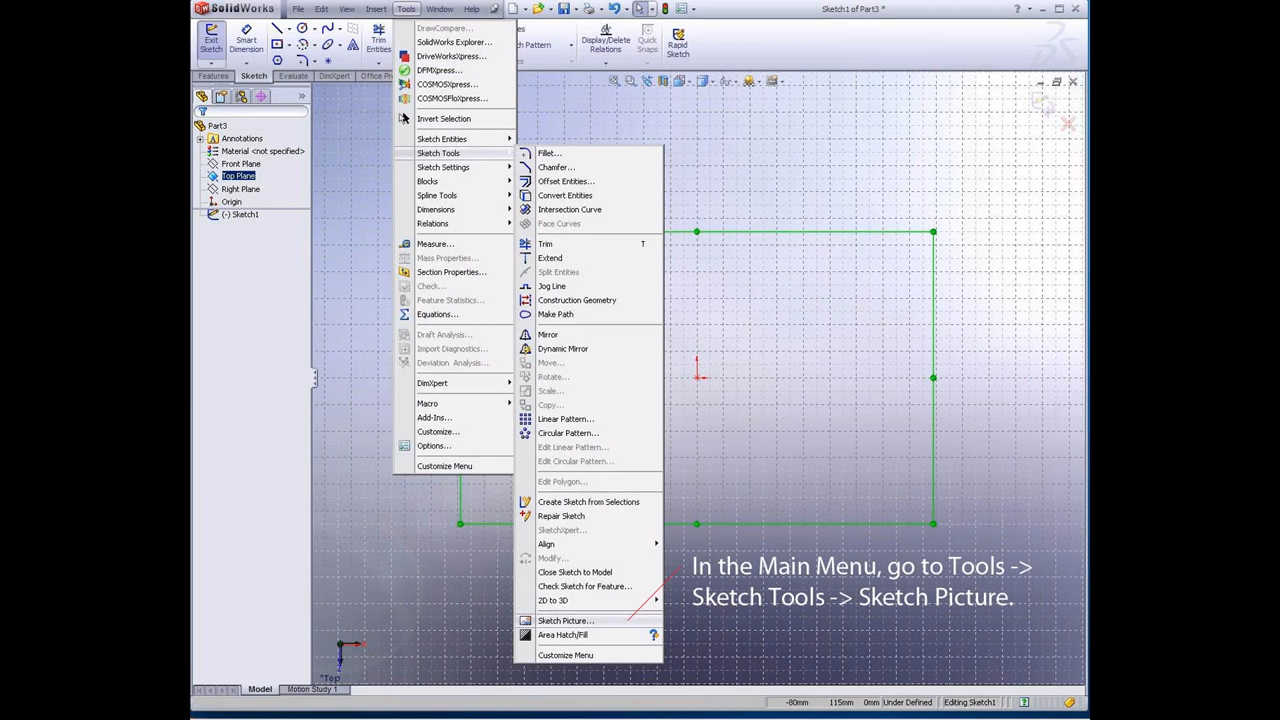 SolidWorks File Edit View Insert Tools Window Help Sketch1 of Part3 *
Exit Sketch
Smart Dimension
Trim Entities
Sketch Pattern
Display/Delete Relations
Quick Snaps
Rapid Sketch
Features Sketch Evaluate DimXpert Office Pr
Part3
Annotations
Material <not specified>
Front Plane
Top Plane
Right Plane
Origin
(-) Sketch1
DrawCompare...
SolidWorks Explorer...
DriveWorksXpress...
DFMXpress...
COSMOSXpress...
COSMOSFloXpress...
Invert Selection
Sketch Entities
Sketch Tools
Sketch Settings
Blocks
Spline Tools
Dimensions
Relations
Measure...
Mass Properties...
Section Properties...
Check...
Feature Statistics...
Equations...
Draft Analysis...
Import Diagnostics...
Deviation Analysis...
DimXpert
Macro
Add-Ins...
Customize...
Options...
Customize Menu
Fillet...
Chamfer...
Offset Entities...
Convert Entities
Intersection Curve
Face Curves
Trim T
Extend
Split Entities
Jog Line
Construction Geometry
Make Path
Mirror
Dynamic Mirror
Move...
Rotate...
Scale...
Copy...
Linear Pattern...
Circular Pattern...
Edit Linear Pattern...
Edit Circular Pattern...
Edit Polygon...
Create Sketch from Selections
Repair Sketch
SketchXpert...
Align
Modify...
Close Sketch to Model
Check Sketch for Feature...
2D to 3D
Sketch Picture...
Area Hatch/Fill
Customize Menu
In the Main Menu, go to Tools ->
Sketch Tools -> Sketch Picture.
*Top
Model Motion Study 1
-80mm 115mm 0mm Under Defined Editing Sketch1